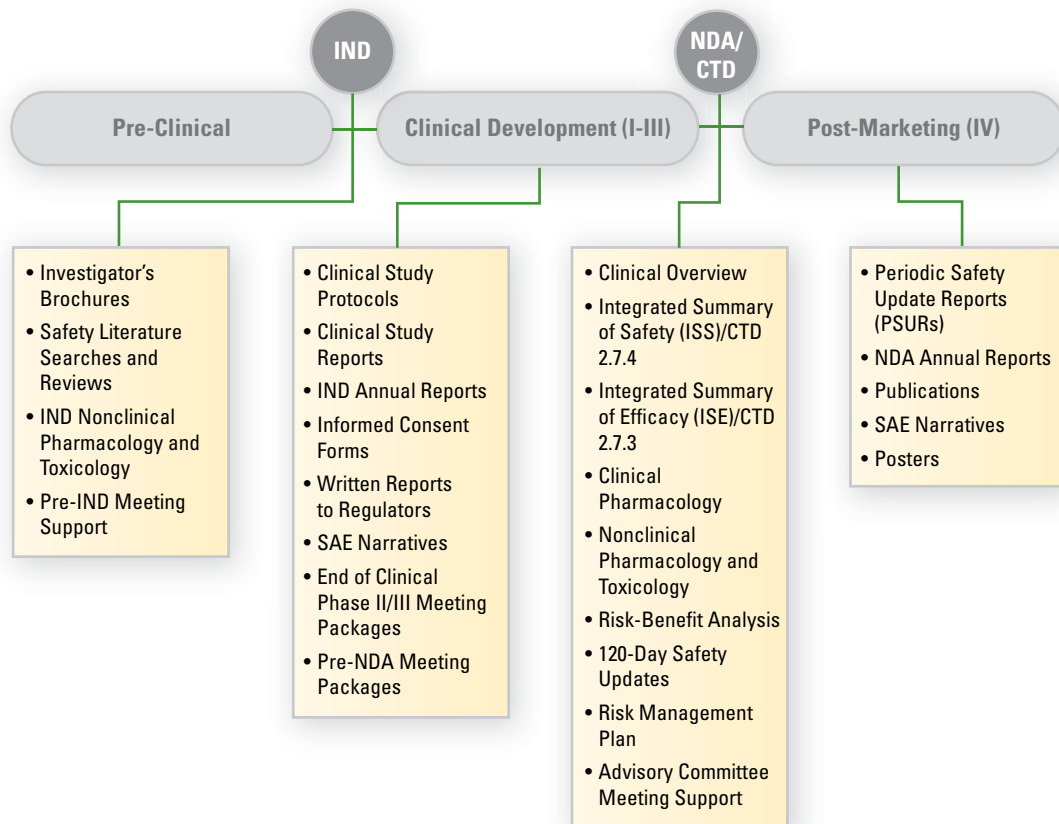 IND
NDA/
CTD
Pre-Clinical
Clinical Development (I-III)
Post-Marketing (IV)
• Investigator's
Brochures
• Safety Literature
Searches and
Reviews
• IND Nonclinical
Pharmacology and
Toxicology
• Pre-IND Meeting
Support
• Clinical Study
Protocols
• Clinical Study
Reports
• IND Annual Reports
• Informed Consent
Forms
• Written Reports
to Regulators
• SAE Narratives
• End of Clinical
Phase II/III Meeting
Packages
• Pre-NDA Meeting
Packages
• Clinical Overview
• Integrated Summary
of Safety (ISS)/CTD
2.7.4
• Integrated Summary
of Efficacy (ISE)/CTD
2.7.3
• Clinical
Pharmacology
• Nonclinical
Pharmacology and
Toxicology
• Risk-Benefit Analysis
• 120-Day Safety
Updates
• Risk Management
Plan
• Advisory Committee
Meeting Support
• Periodic Safety
Update Reports
(PSURs)
• NDA Annual Reports
• Publications
• SAE Narratives
• Posters